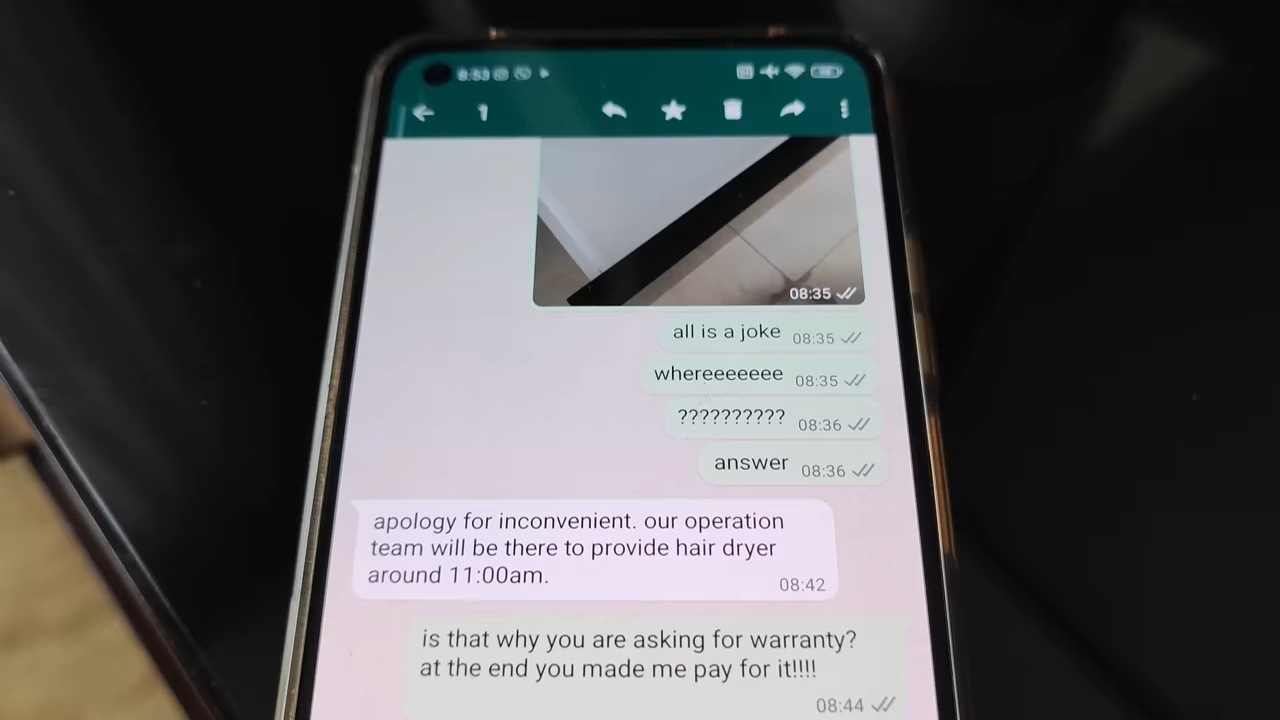 8:53
1
08:35
all is a joke 08:35
whereeeeeee 08:35
?????????? 08:36
answer 08:36
apology for inconvenient. our operation
team will be there to provide hair dryer
around 11:00am.
08:42
is that why you are asking for warranty?
at the end you made me pay for it!!!!
08:44